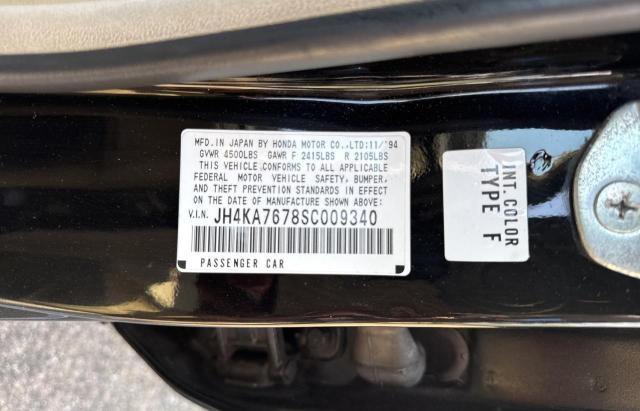 MFD. IN JAPAN BY HONDA MOTOR CO.,LTD:11/'94
GVWR 4500LBS GAWR F 2415LBS R 2105LBS
THIS VEHICLE CONFORMS TO ALL APPLICABLE
FEDERAL MOTOR VEHICLE SAFETY, BUMPER,
AND THEFT PREVENTION STANDARDS IN EFFECT
ON THE DATE OF MANUFACTURE SHOWN ABOVE:
V.I.N. JH4KA7678SC009340
PASSENGER CAR
INT. COLOR
TYPE F